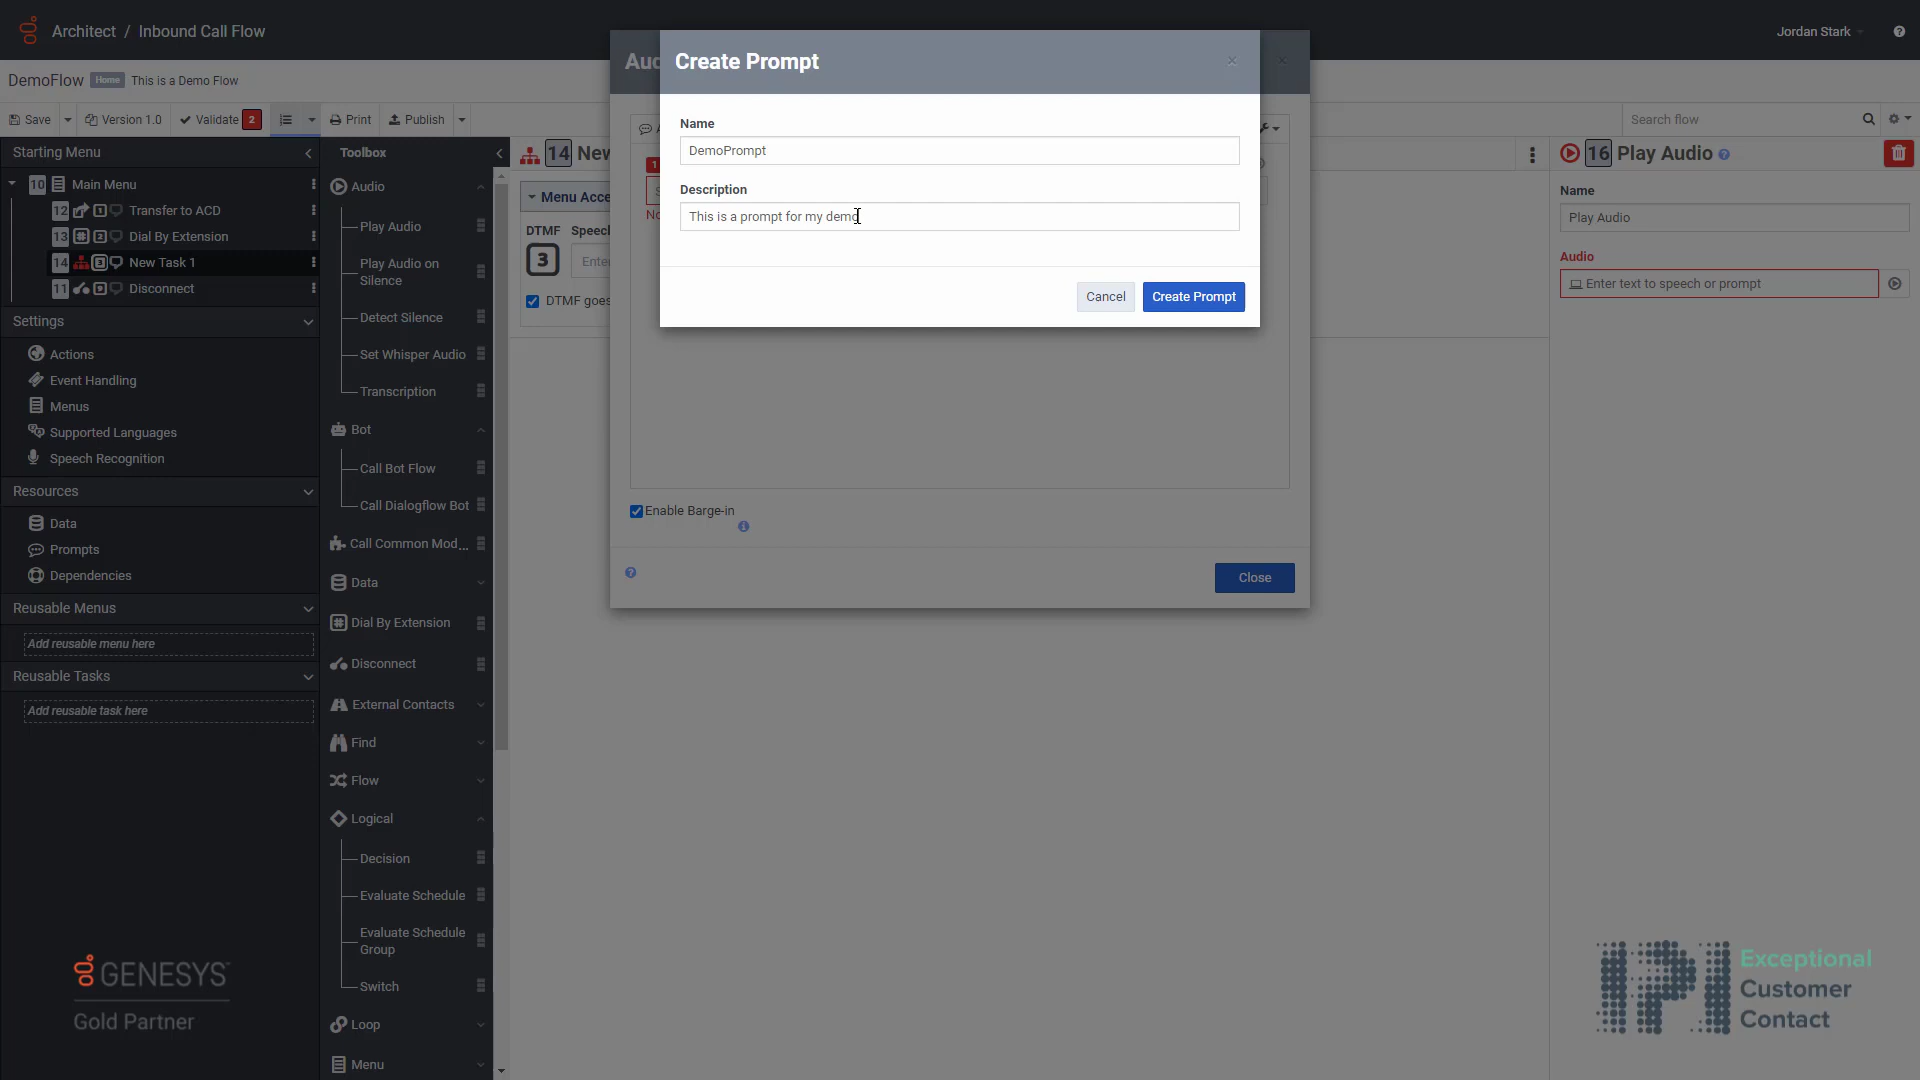 Architect / Inbound Call Flow
Jordan Stark
DemoFlow Home This is a Demo Flow
Save Version 1.0 Validate 2 Print Publish
Search flow
Create Prompt
Name
DemoPrompt
Description
This is a prompt for my demo
Cancel Create Prompt
Enable Barge-in
Close
Starting Menu
10 Main Menu
12 1 Transfer to ACD
13 2 Dial By Extension
14 3 New Task 1
11 9 Disconnect
Settings
Actions
Event Handling
Menus
Supported Languages
Speech Recognition
Resources
Data
Prompts
Dependencies
Reusable Menus
Add reusable menu here
Reusable Tasks
Add reusable task here
GENESYS
Gold Partner
Toolbox
Audio
Play Audio
Play Audio on
Silence
Detect Silence
Set Whisper Audio
Transcription
Bot
Call Bot Flow
Call Dialogflow Bot
Call Common Mod...
Data
Dial By Extension
Disconnect
External Contacts
Find
Flow
Logical
Decision
Evaluate Schedule
Evaluate Schedule
Group
Switch
Loop
Menu
14 New
Menu Acce
DTMF Speech
3 Enter
DTMF goes
16 Play Audio
Name
Play Audio
Audio
Enter text to speech or prompt
IPI
Exceptional
Customer
Contact